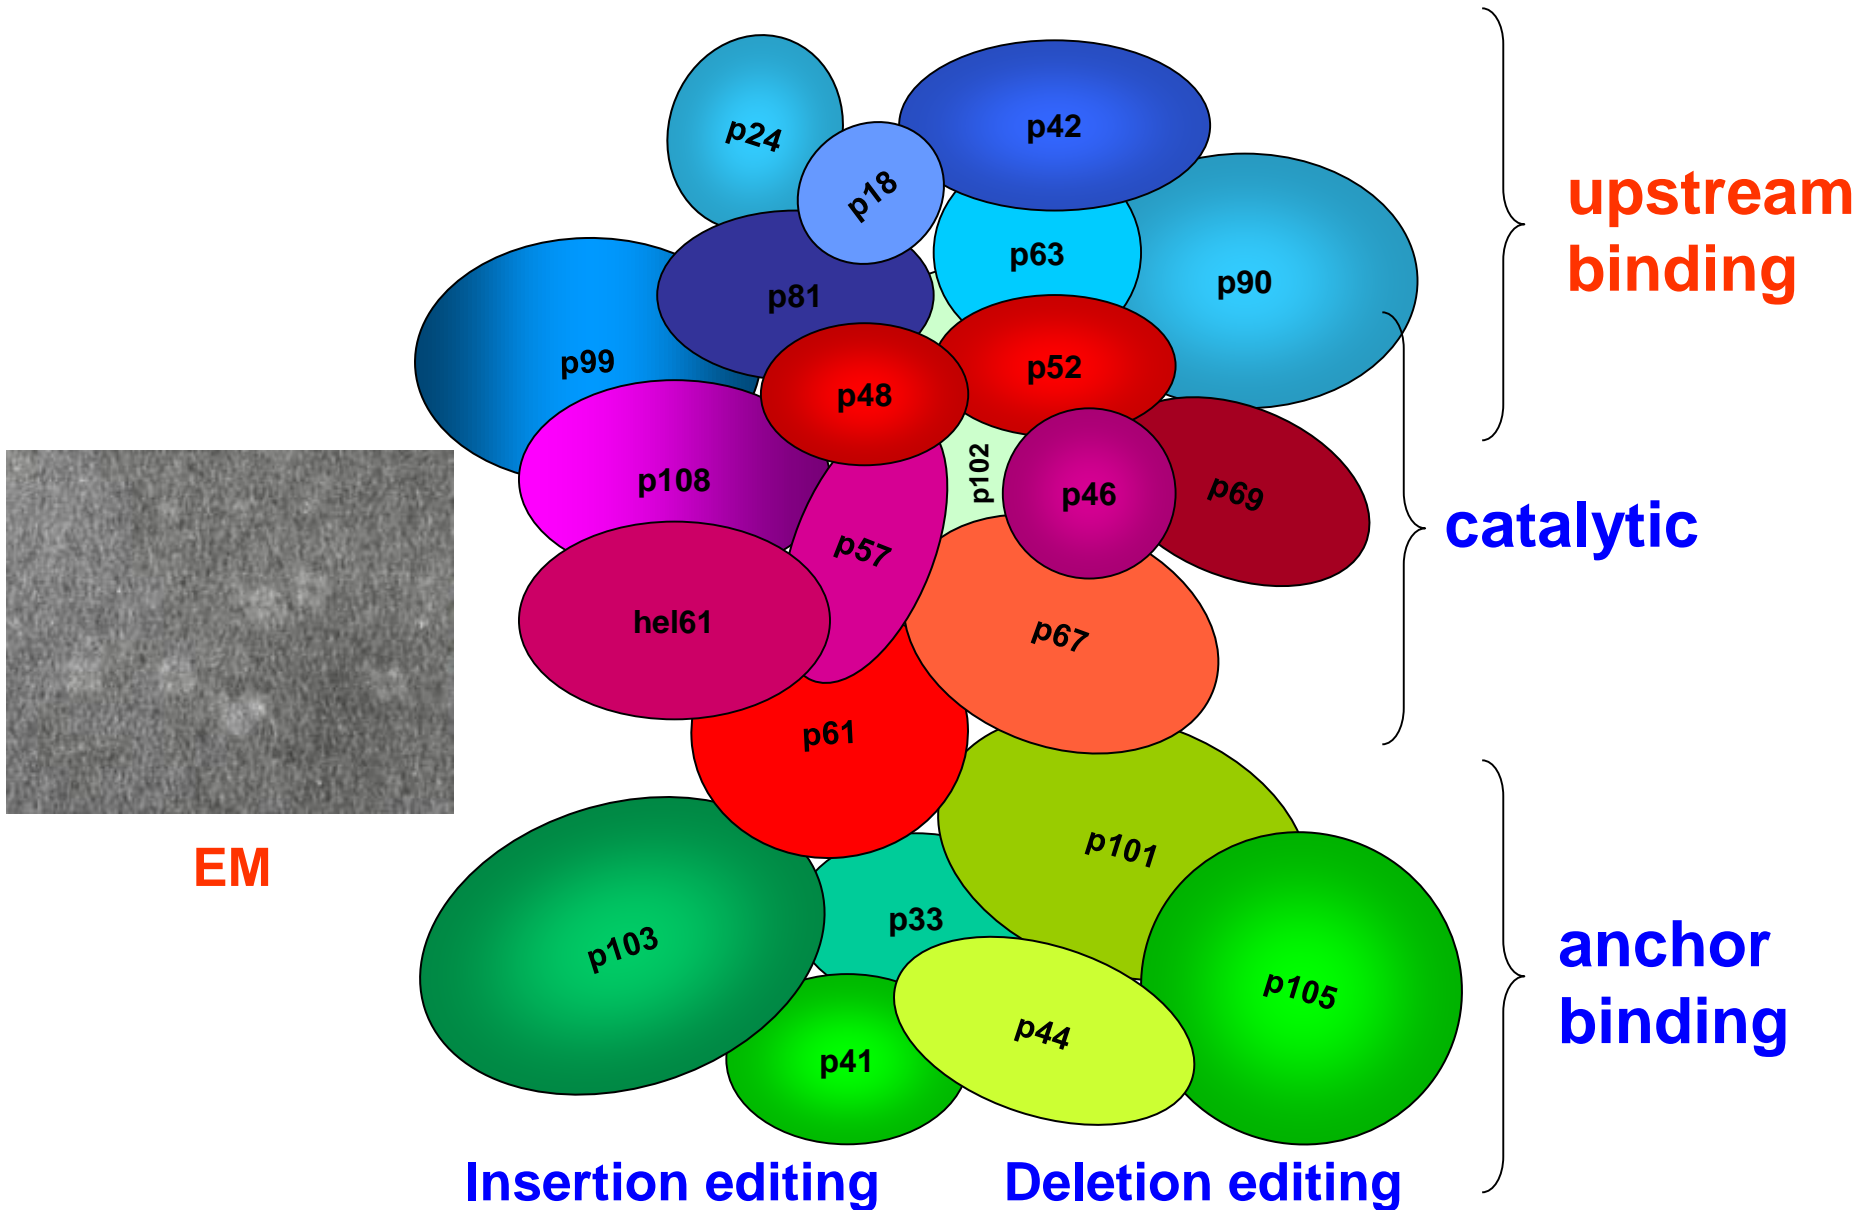 p24
p42
p18
upstream
binding
p63
p90
p81
p99
p52
p48
p108
p102
p46
p69
catalytic
p57
hel61
p67
p61
EM
p101
p33
p103
anchor
binding
p105
p44
p41
Insertion editing
Deletion editing